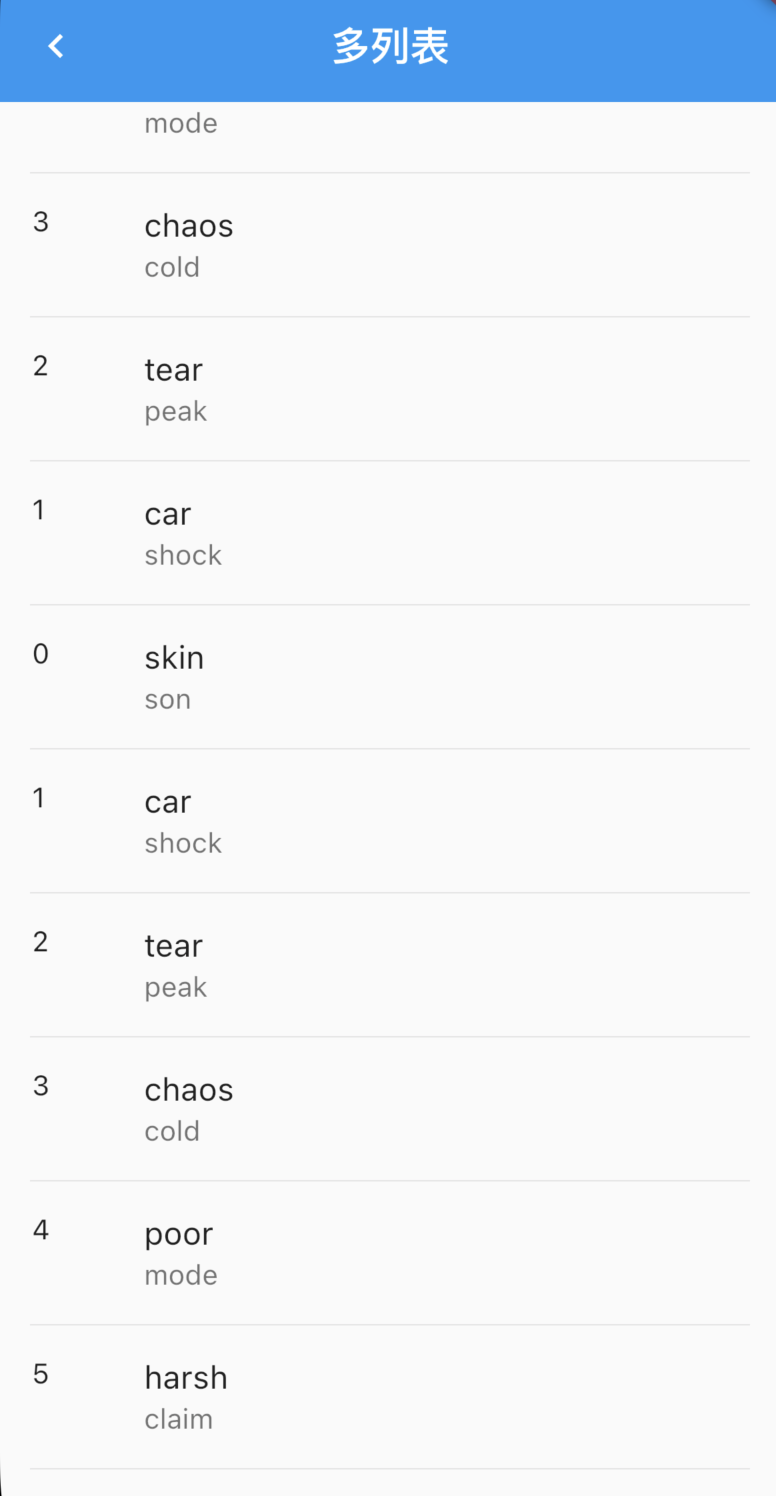 多列表
mode
3
chaos
cold
2
tear
peak
1
car
shock
0
skin
son
1
car
shock
2
tear
peak
3
chaos
cold
4
poor
mode
5
harsh
claim